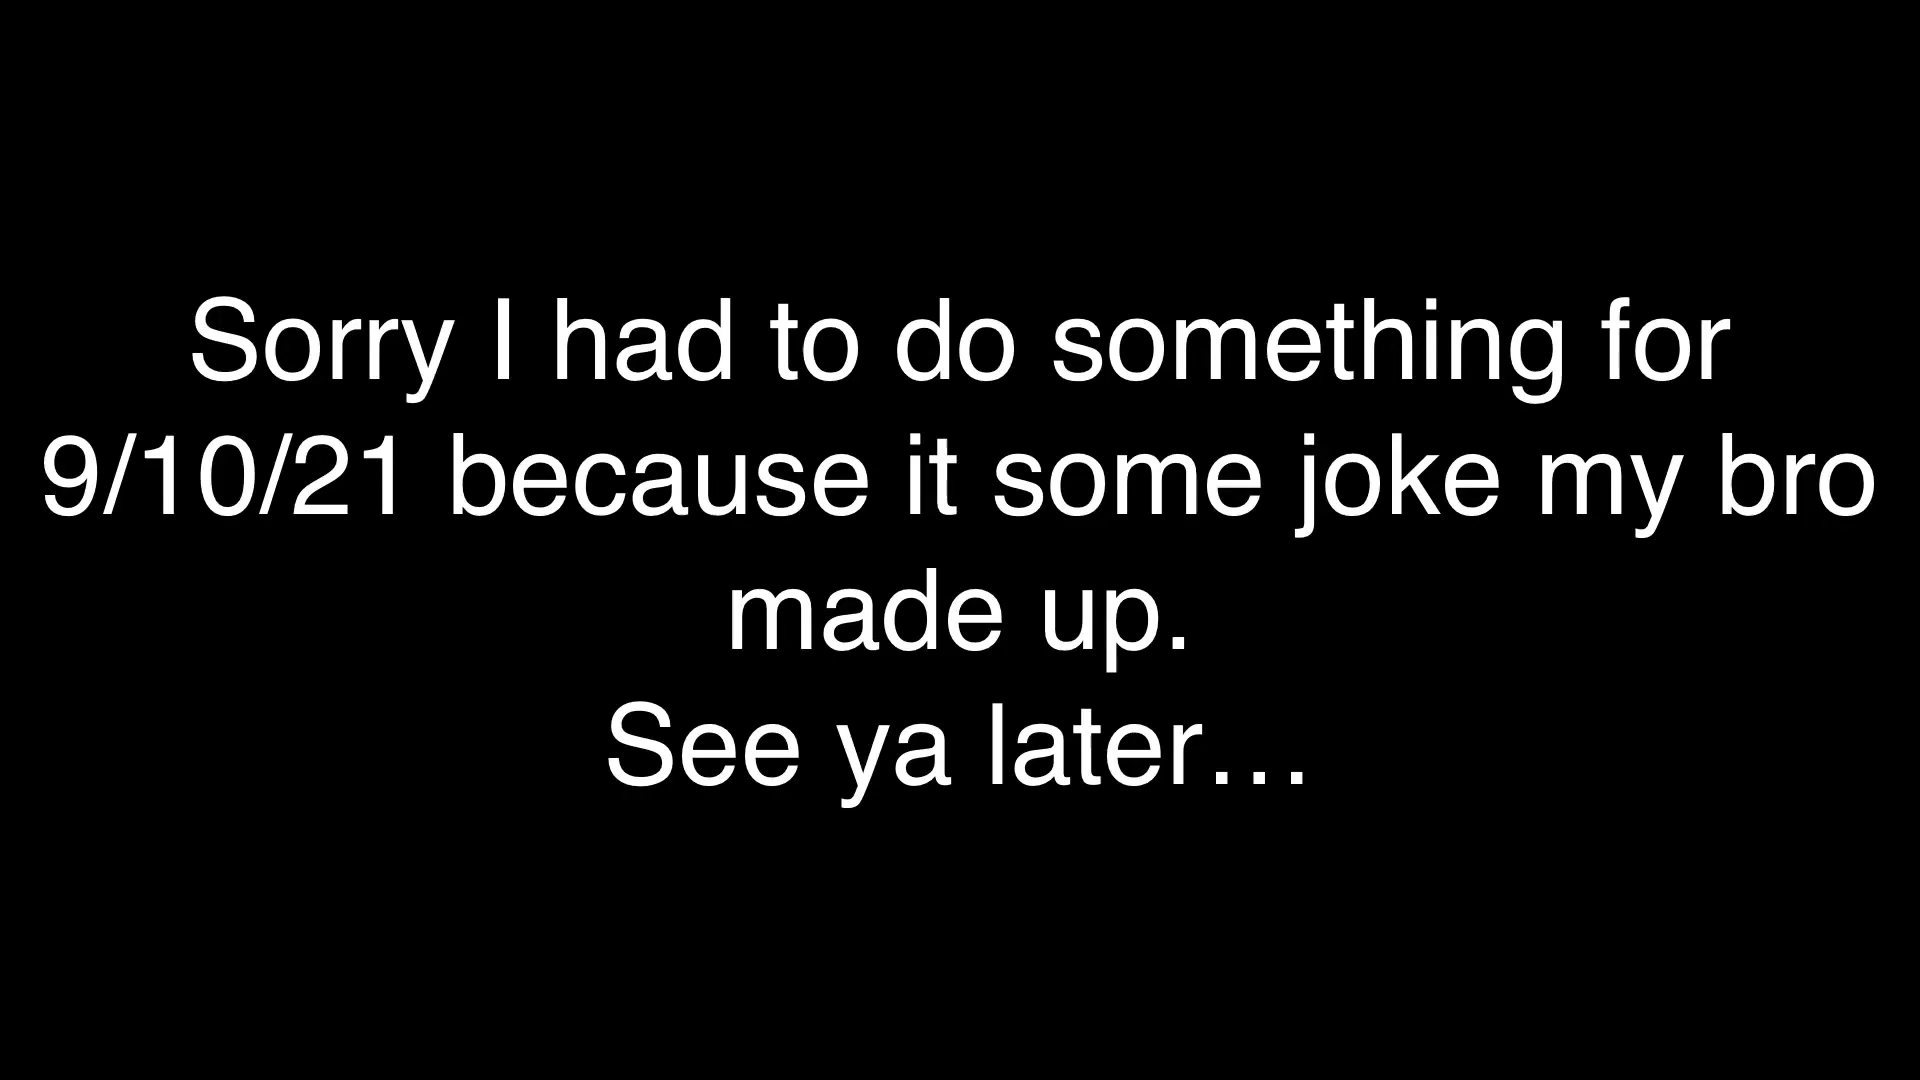 Sorry I had to do something for
9/10/21 because it some joke my bro
made up.
See ya later…